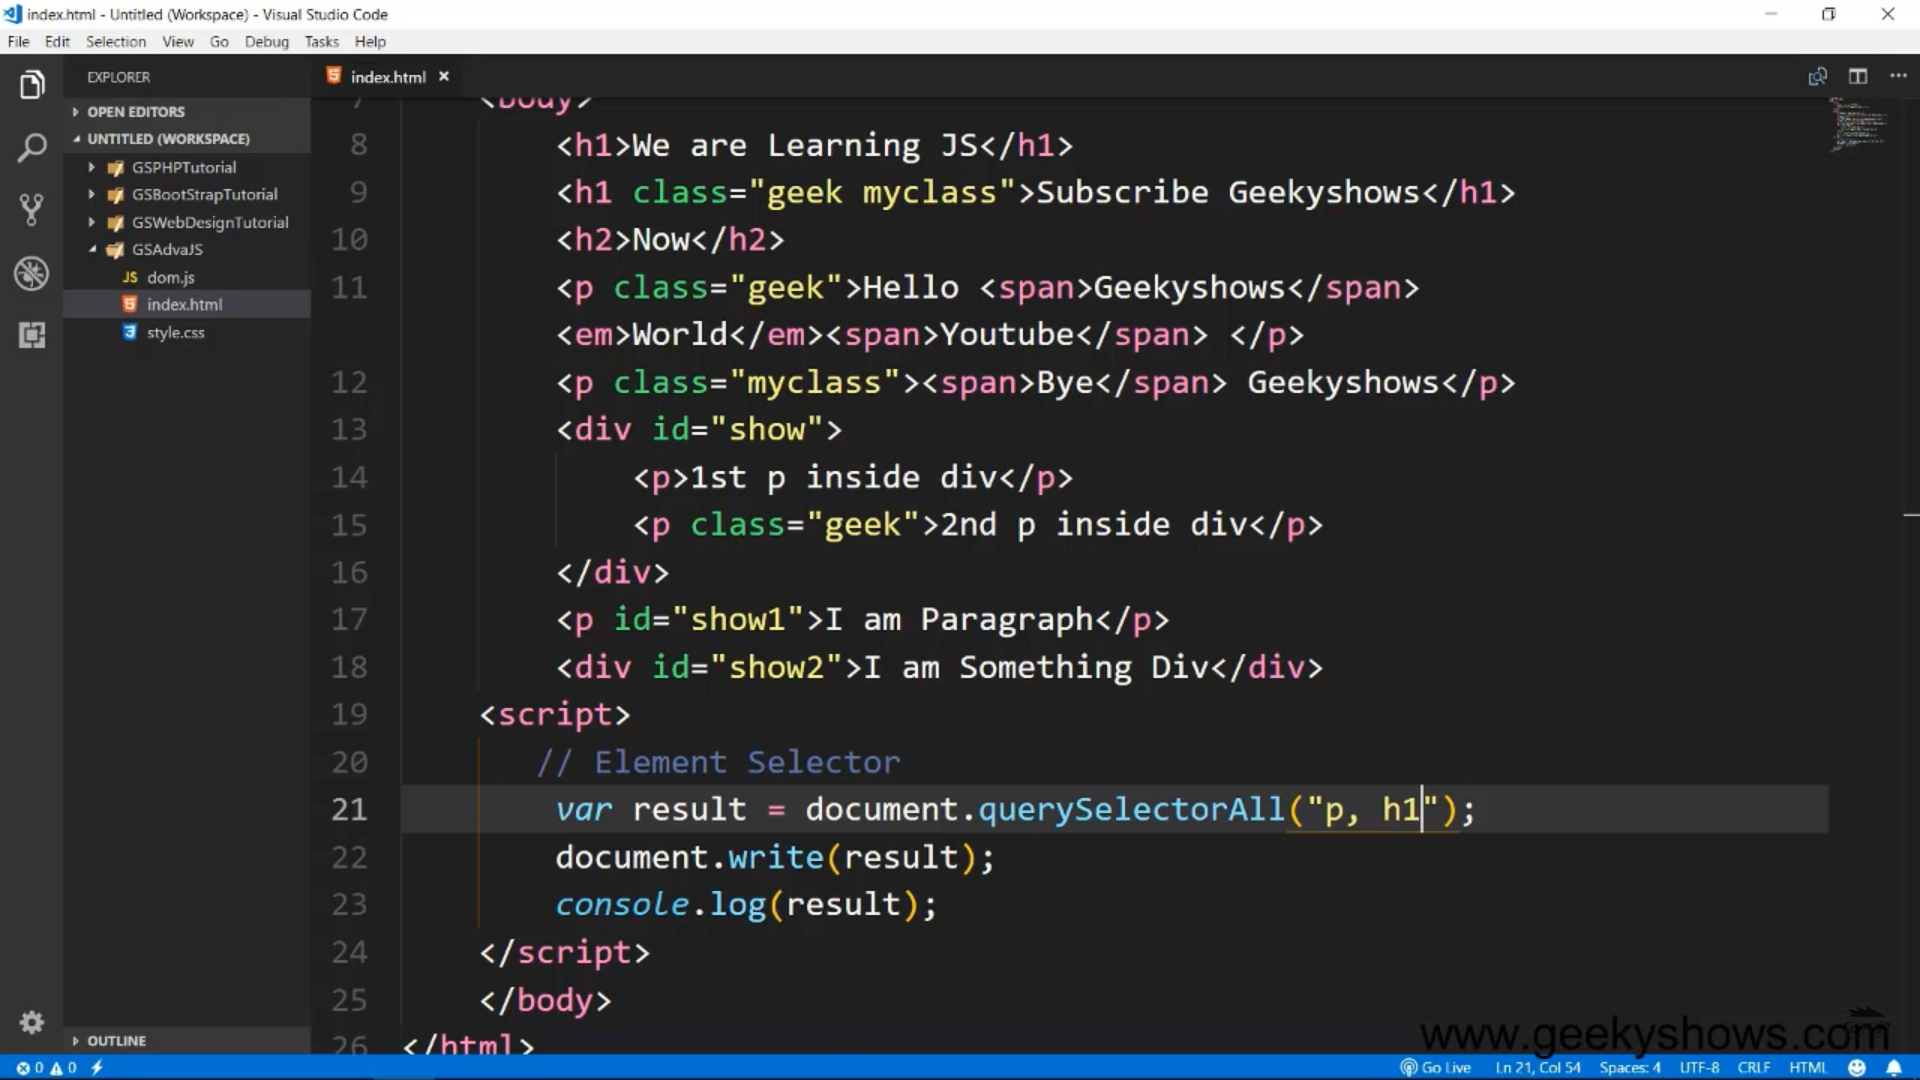 index.html - Untitled (Workspace) - Visual Studio Code
File Edit Selection View Go Debug Tasks Help
EXPLORER
index.html
OPEN EDITORS
UNTITLED (WORKSPACE)
GSPHPTutorial
GSBootStrapTutorial
GSWebDesignTutorial
GSAdvaJS
JS dom.js
index.html
style.css
OUTLINE
7 <body>
8 <h1>We are Learning JS</h1>
9 <h1 class="geek myclass">Subscribe Geekyshows</h1>
10 <h2>Now</h2>
11 <p class="geek">Hello <span>Geekyshows</span>
<em>World</em><span>Youtube</span> </p>
12 <p class="myclass"><span>Bye</span> Geekyshows</p>
13 <div id="show">
14 <p>1st p inside div</p>
15 <p class="geek">2nd p inside div</p>
16 </div>
17 <p id="show1">I am Paragraph</p>
18 <div id="show2">I am Something Div</div>
19 <script>
20 // Element Selector
21 var result = document.querySelectorAll("p, h1");
22 document.write(result);
23 console.log(result);
24 </script>
25 </body>
26 </html>
www.geekyshows.com
0 0 Go Live Ln 21, Col 54 Spaces: 4 UTF-8 CRLF HTML